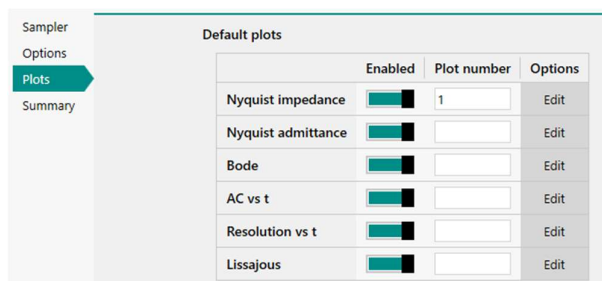 Sampler
Options
Plots
Summary
Default plots
Enabled Plot number Options
Nyquist impedance 1 Edit
Nyquist admittance Edit
Bode Edit
AC vs t Edit
Resolution vs t Edit
Lissajous Edit